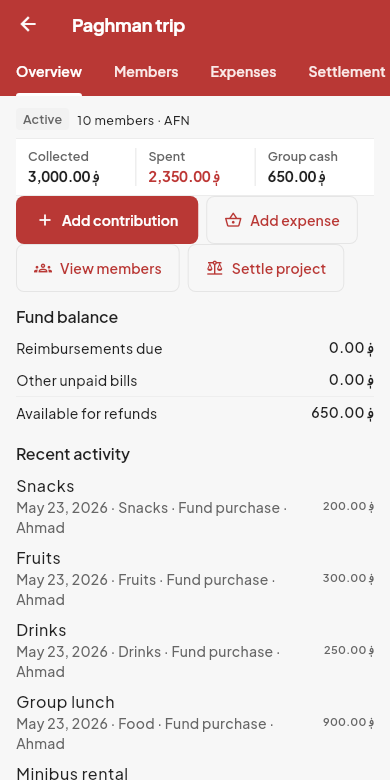 Paghman trip
Overview Members Expenses Settlement
Active 10 members · AFN
Collected Spent Group cash
3,000.00؋ 2,350.00؋ 650.00؋
Add contribution Add expense
View members Settle project
Fund balance
Reimbursements due 0.00؋
Other unpaid bills 0.00؋
Available for refunds 650.00؋
Recent activity
Snacks
May 23, 2026 · Snacks · Fund purchase · 200.00؋
Ahmad
Fruits
May 23, 2026 · Fruits · Fund purchase · 300.00؋
Ahmad
Drinks
May 23, 2026 · Drinks · Fund purchase · 250.00؋
Ahmad
Group lunch
May 23, 2026 · Food · Fund purchase · 900.00؋
Ahmad
Minibus rental